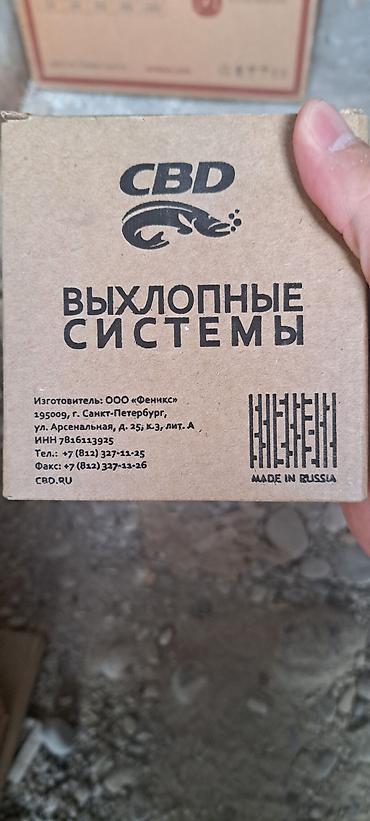 CBD
ВЫХЛОПНЫЕ
СИСТЕМЫ
Изготовитель: ООО «Феникс»
195009, г. Санкт-Петербург,
ул. Арсенальная, д. 25; к.3, лит. А
ИНН 7816113925
Тел.: +7 (812) 327-11-25
Факс: +7 (812) 327-11-26
CBD.RU
MADE IN RUSSIA